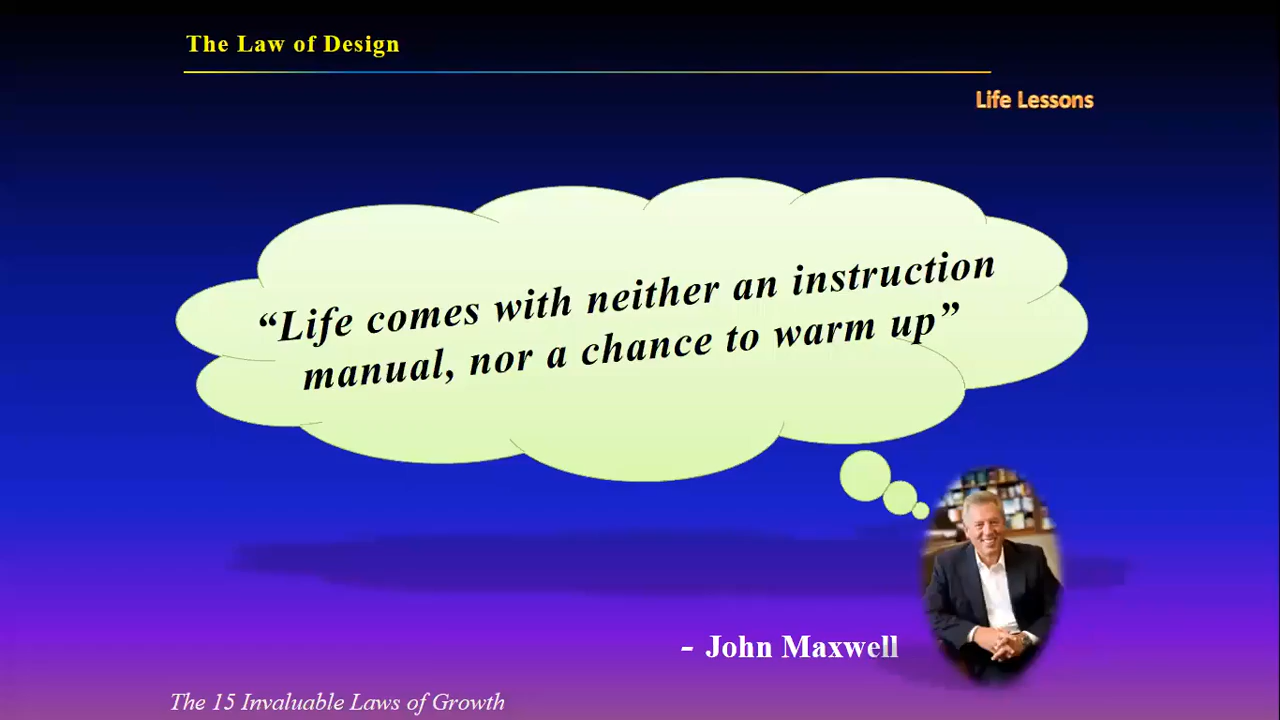 The Law of Design
Life Lessons
“Life comes with neither an instruction
manual, nor a chance to warm up”
- John Maxwell
The 15 Invaluable Laws of Growth